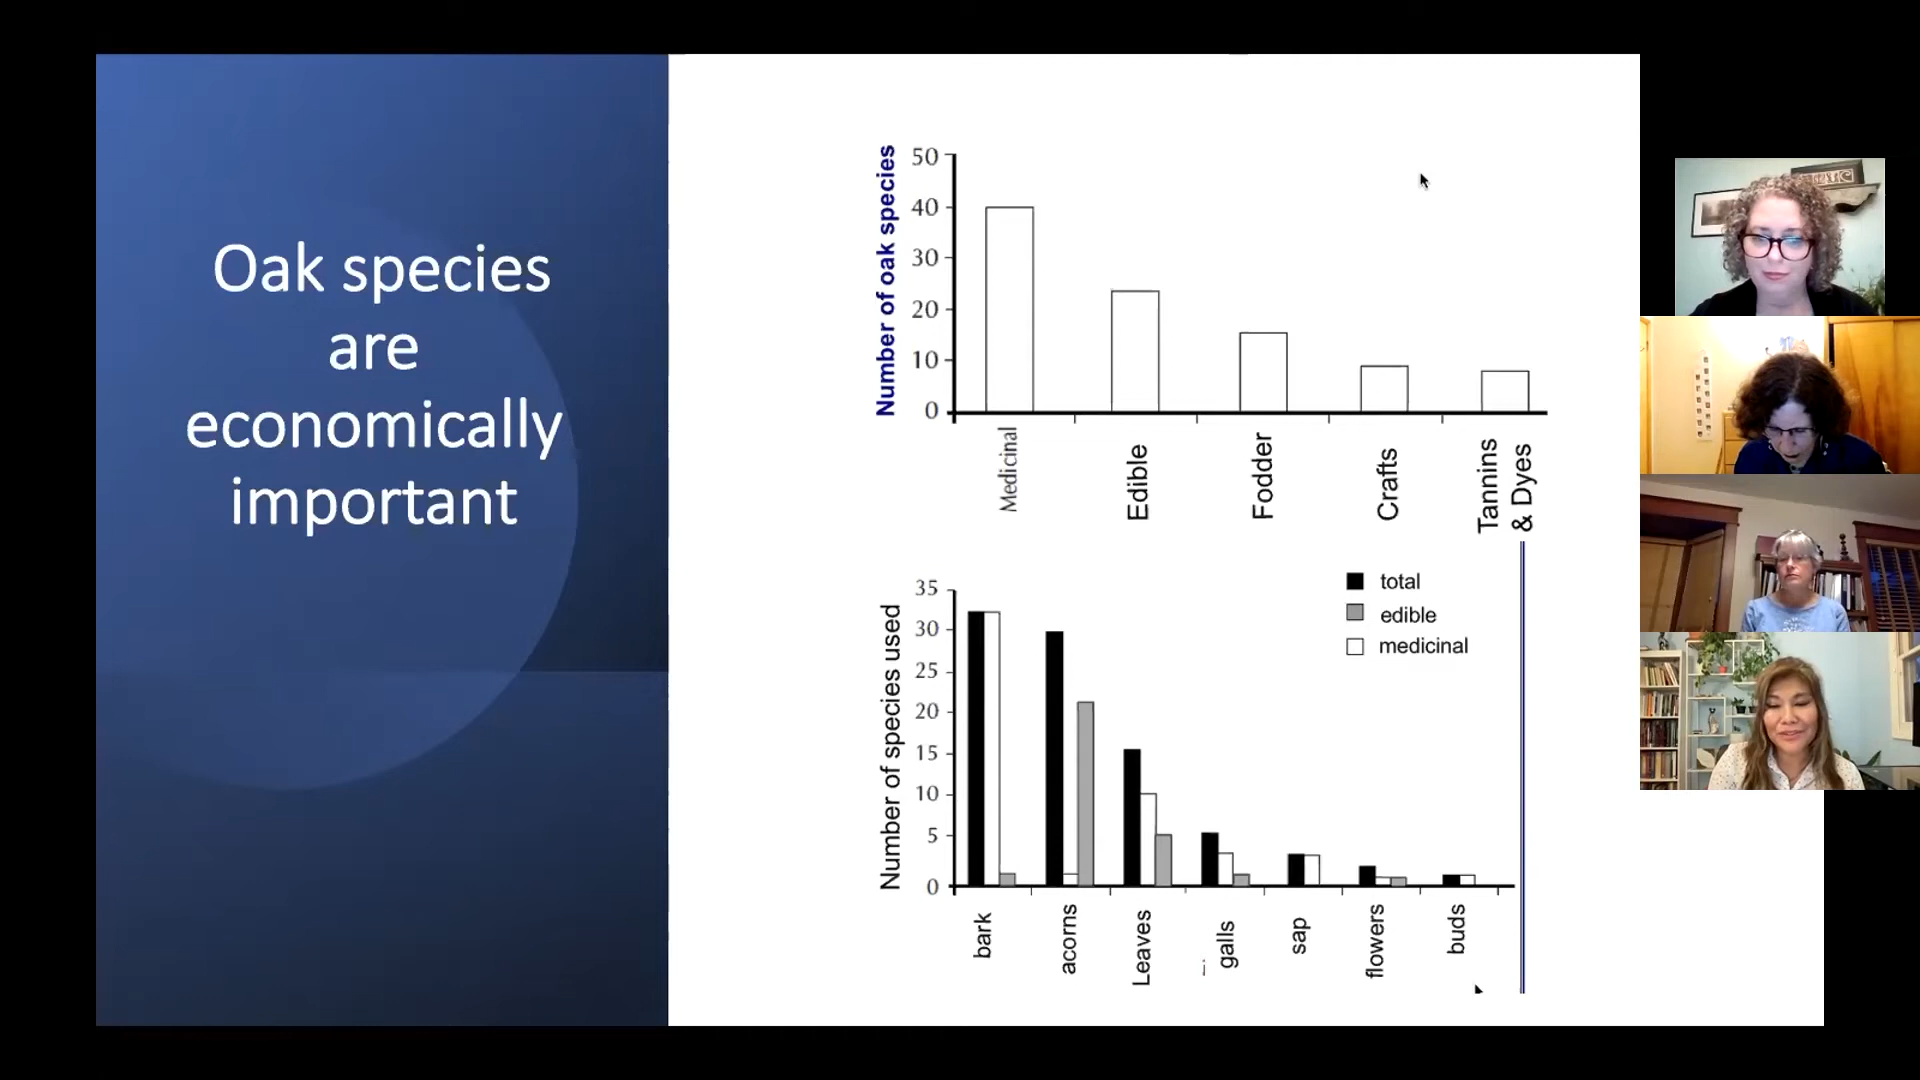 Oak species
are
economically
important
Number of oak species
50
40
30
20
10
0
Medicinal
Edible
Fodder
Crafts
Tannins
& Dyes
Number of species used
35
30
25
20
15
10
5
0
total
edible
medicinal
bark
acorns
Leaves
galls
sap
flowers
buds